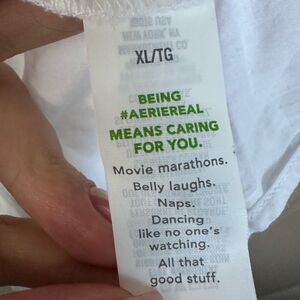 XL/TG
BEING
#AERIEREAL
MEANS CARING
FOR YOU.
Movie marathons.
Belly laughs.
Naps.
Dancing
like no one's
watching.
All that
good stuff.